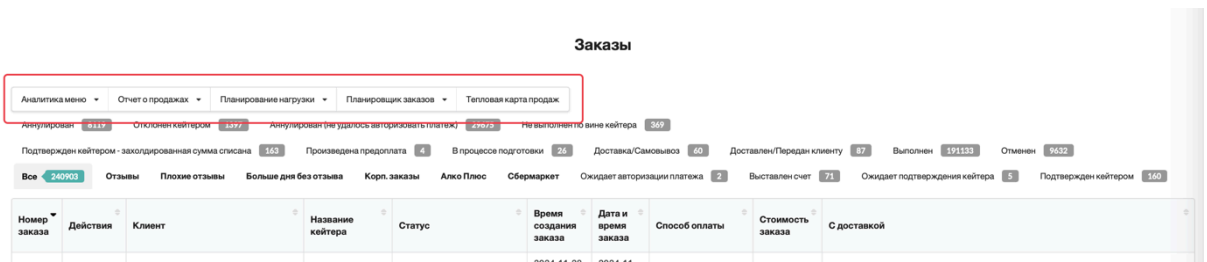 Заказы
Аналитика меню Отчет о продажах Планирование нагрузки Планировщик заказов Тепловая карта продаж
Аннулирован 8119 Отклонен кейтером 1397 Аннулирован (не удалось авторизовать платеж) 29675 Не выполнен по вине кейтера 369
Подтвержден кейтером - захолдированная сумма списана 163 Произведена предоплата 4 В процессе подготовки 26 Доставка/Самовывоз 60 Доставлен/Передан клиенту 87 Выполнен 191133 Отменен 9632
Все 240903 Отзывы Плохие отзывы Больше дня без отзыва Корп. заказы Алко Плюс Сбермаркет Ожидает авторизации платежа 2 Выставлен счет 71 Ожидает подтверждения кейтера 5 Подтвержден кейтером 160
Номер заказа Действия Клиент Название кейтера Статус Время создания заказа Дата и время заказа Способ оплаты Стоимость заказа С доставкой